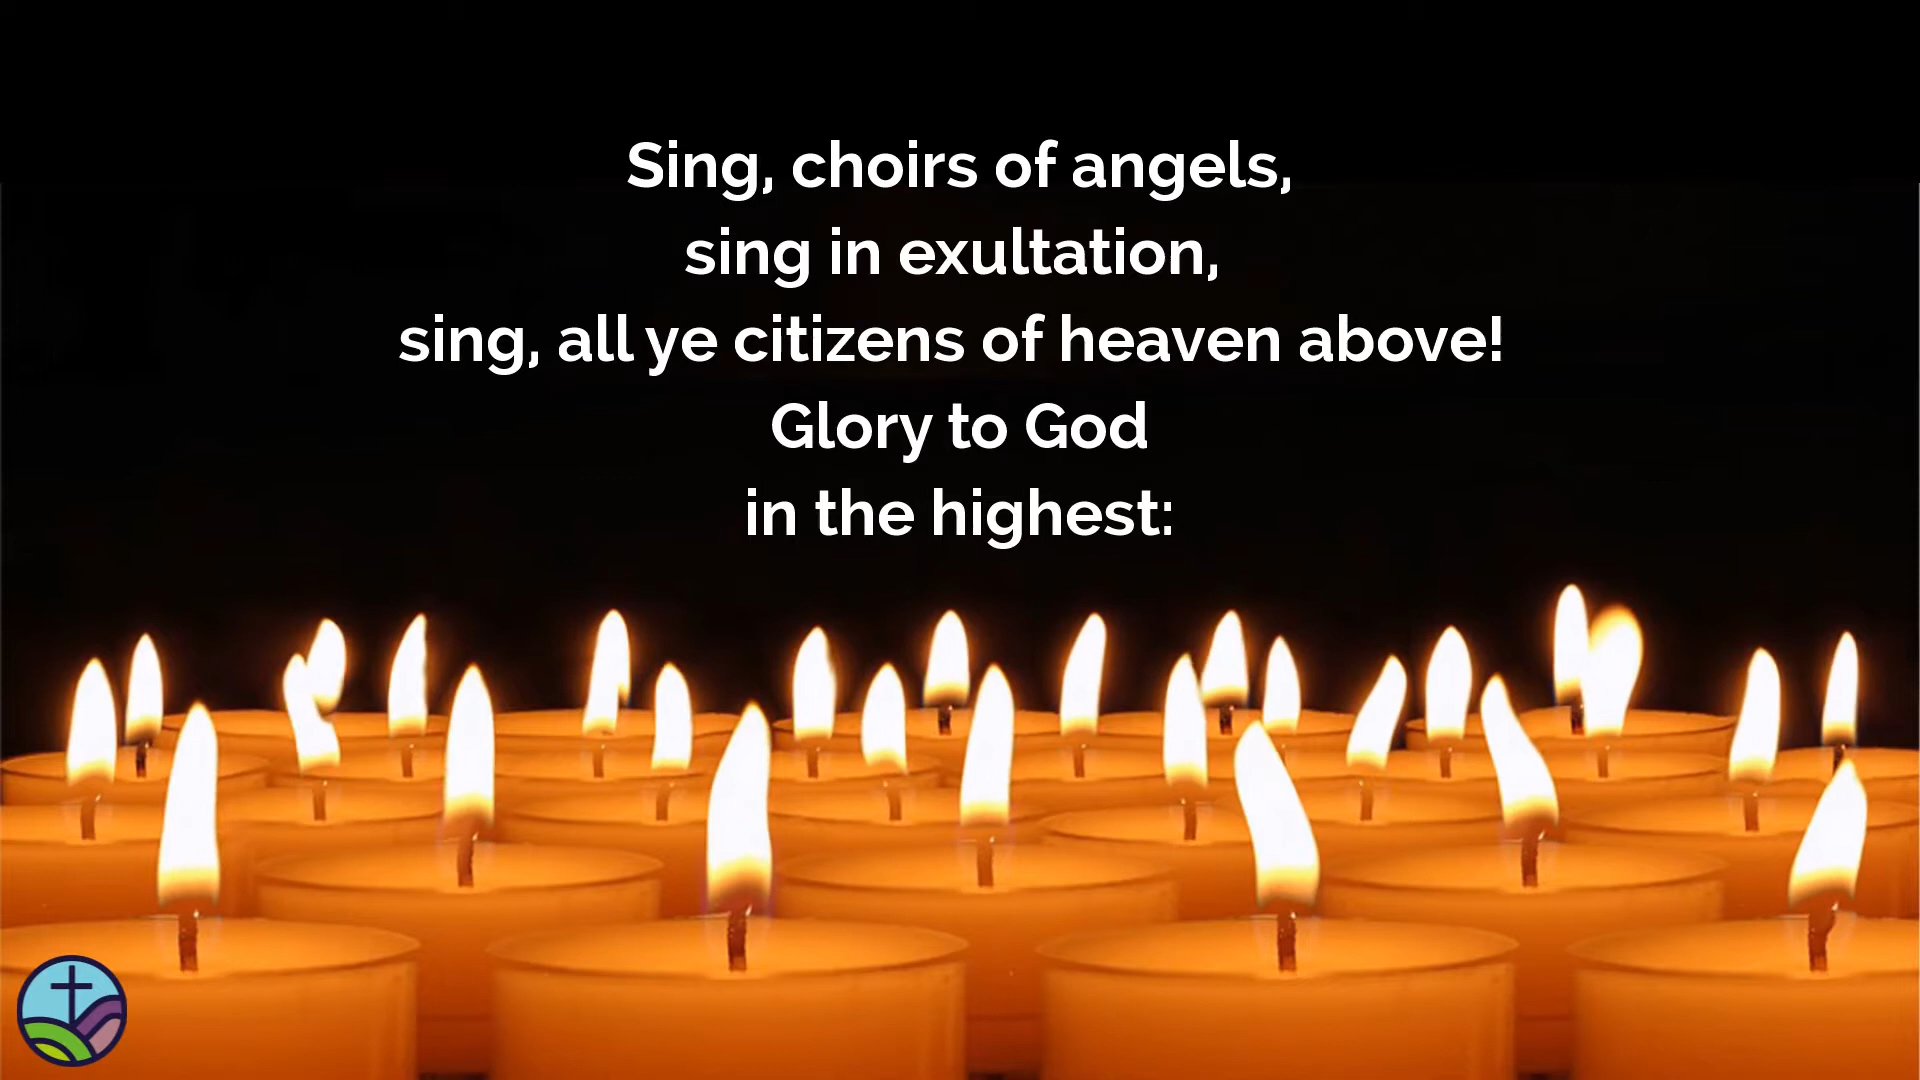 Sing, choirs of angels,
sing in exultation,
sing, all ye citizens of heaven above!
Glory to God
in the highest: